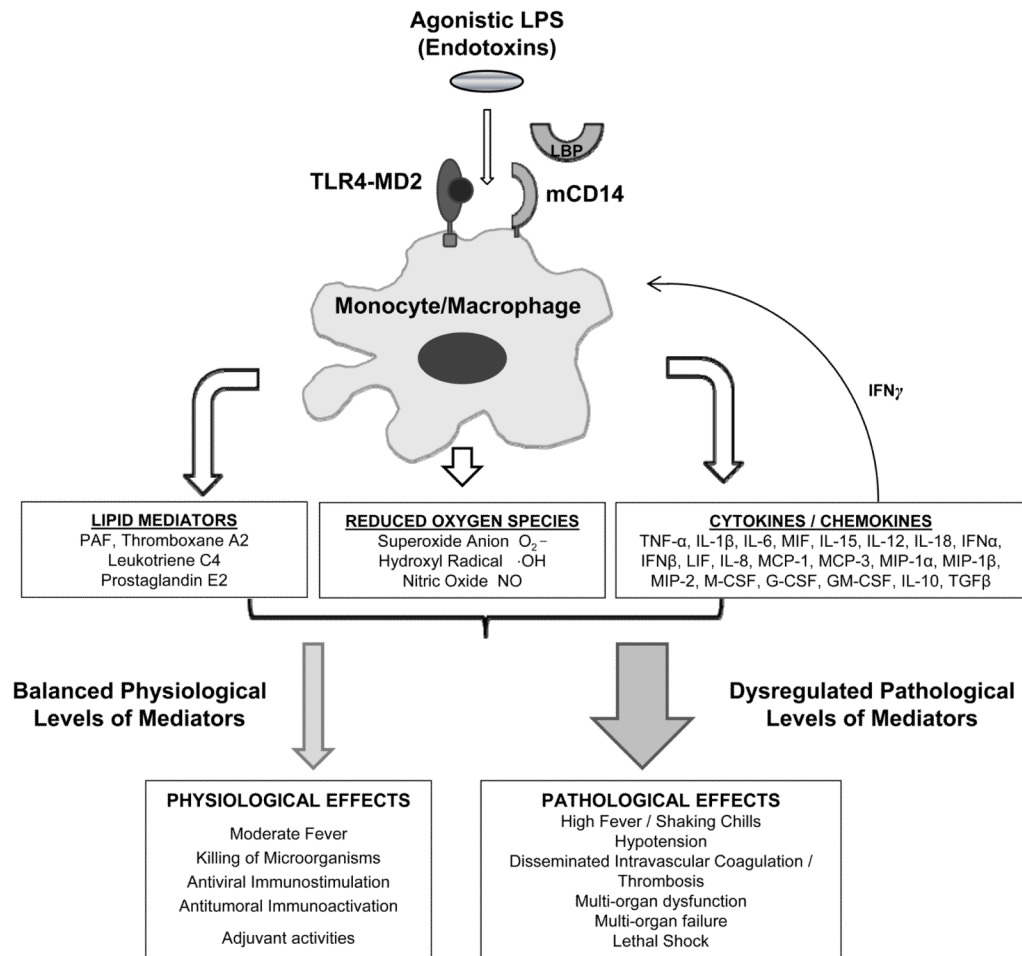 Agonistic LPS
(Endotoxins)
LBP
TLR4-MD2
mCD14
Monocyte/Macrophage
IFNγ
LIPID MEDIATORS
PAF, Thromboxane A2
Leukotriene C4
Prostaglandin E2
REDUCED OXYGEN SPECIES
Superoxide Anion O₂⁻
Hydroxyl Radical ·OH
Nitric Oxide NO
CYTOKINES / CHEMOKINES
TNF-α, IL-1β, IL-6, MIF, IL-15, IL-12, IL-18, IFNα,
IFNβ, LIF, IL-8, MCP-1, MCP-3, MIP-1α, MIP-1β,
MIP-2, M-CSF, G-CSF, GM-CSF, IL-10, TGFβ
Balanced Physiological
Levels of Mediators
Dysregulated Pathological
Levels of Mediators
PHYSIOLOGICAL EFFECTS
Moderate Fever
Killing of Microorganisms
Antiviral Immunostimulation
Antitumoral Immunoactivation
Adjuvant activities
PATHOLOGICAL EFFECTS
High Fever / Shaking Chills
Hypotension
Disseminated Intravascular Coagulation /
Thrombosis
Multi-organ dysfunction
Multi-organ failure
Lethal Shock